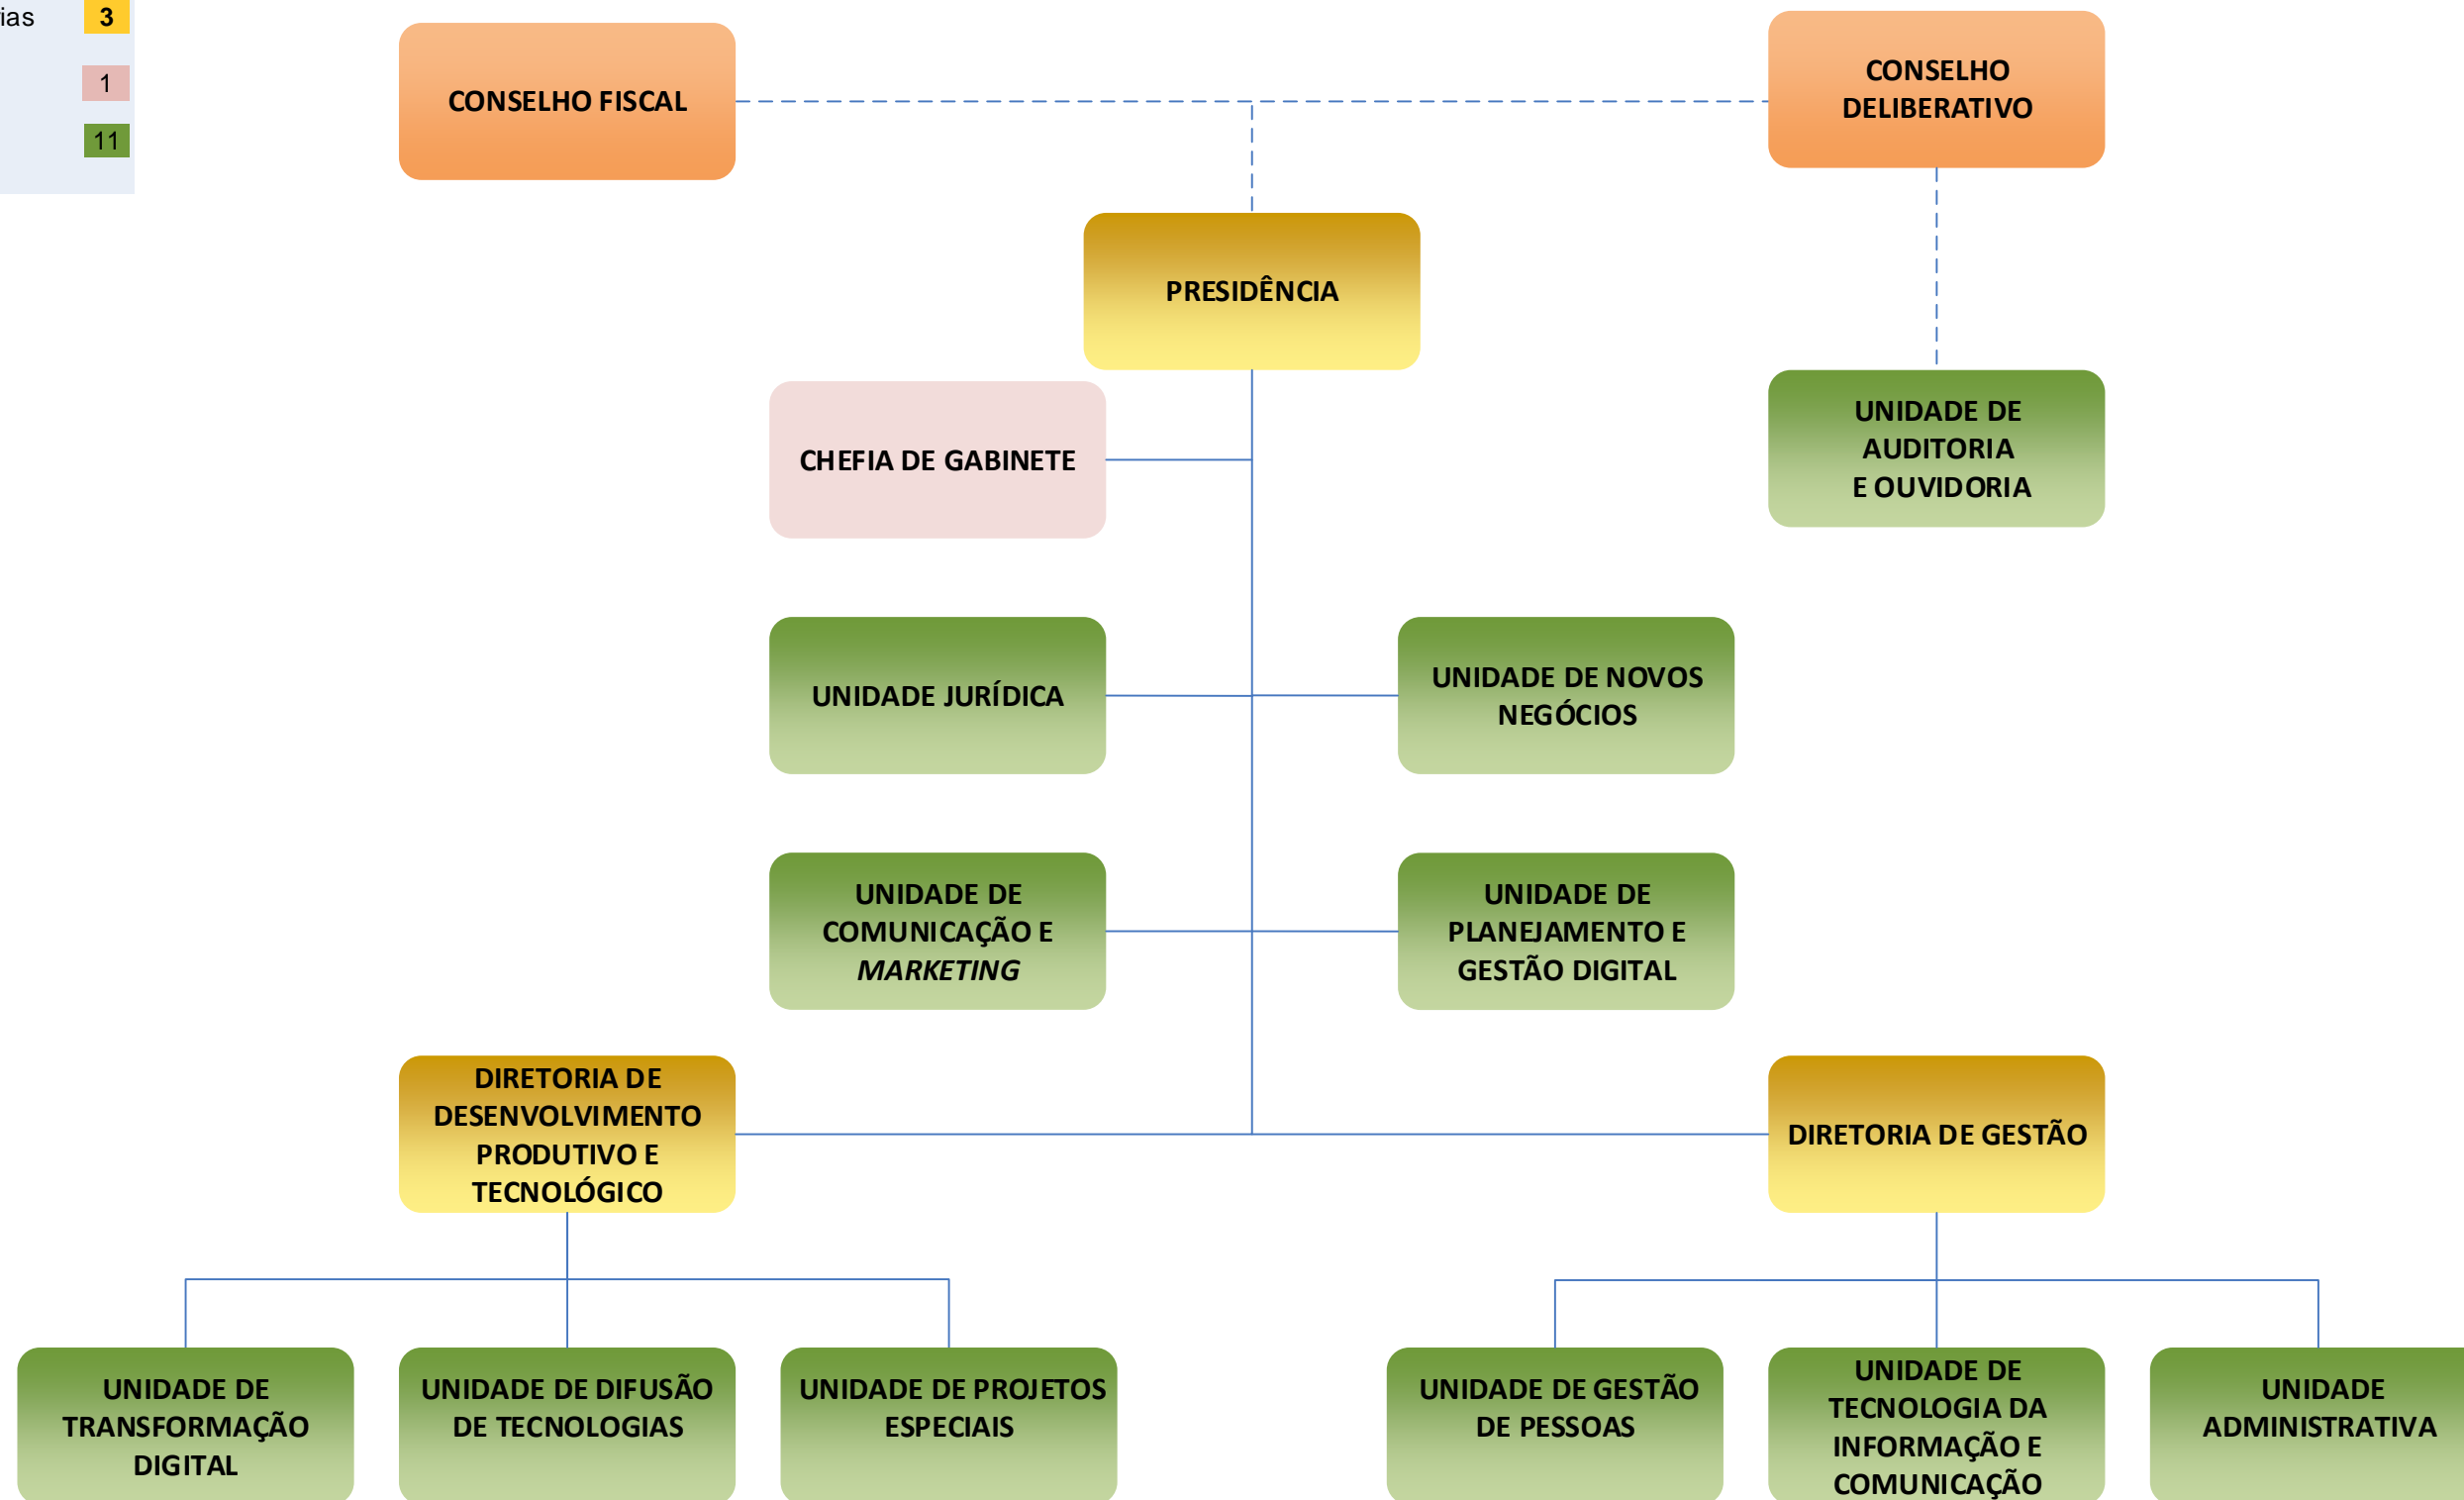 3
1
11
CONSELHO FISCAL
CONSELHO
DELIBERATIVO
PRESIDÊNCIA
CHEFIA DE GABINETE
UNIDADE DE
AUDITORIA
E OUVIDORIA
UNIDADE JURÍDICA
UNIDADE DE NOVOS
NEGÓCIOS
UNIDADE DE
COMUNICAÇÃO E
MARKETING
UNIDADE DE
PLANEJAMENTO E
GESTÃO DIGITAL
DIRETORIA DE
DESENVOLVIMENTO
PRODUTIVO E
TECNOLÓGICO
DIRETORIA DE GESTÃO
UNIDADE DE
TRANSFORMAÇÃO
DIGITAL
UNIDADE DE DIFUSÃO
DE TECNOLOGIAS
UNIDADE DE PROJETOS
ESPECIAIS
UNIDADE DE GESTÃO
DE PESSOAS
UNIDADE DE
TECNOLOGIA DA
INFORMAÇÃO E
COMUNICAÇÃO
UNIDADE
ADMINISTRATIVA